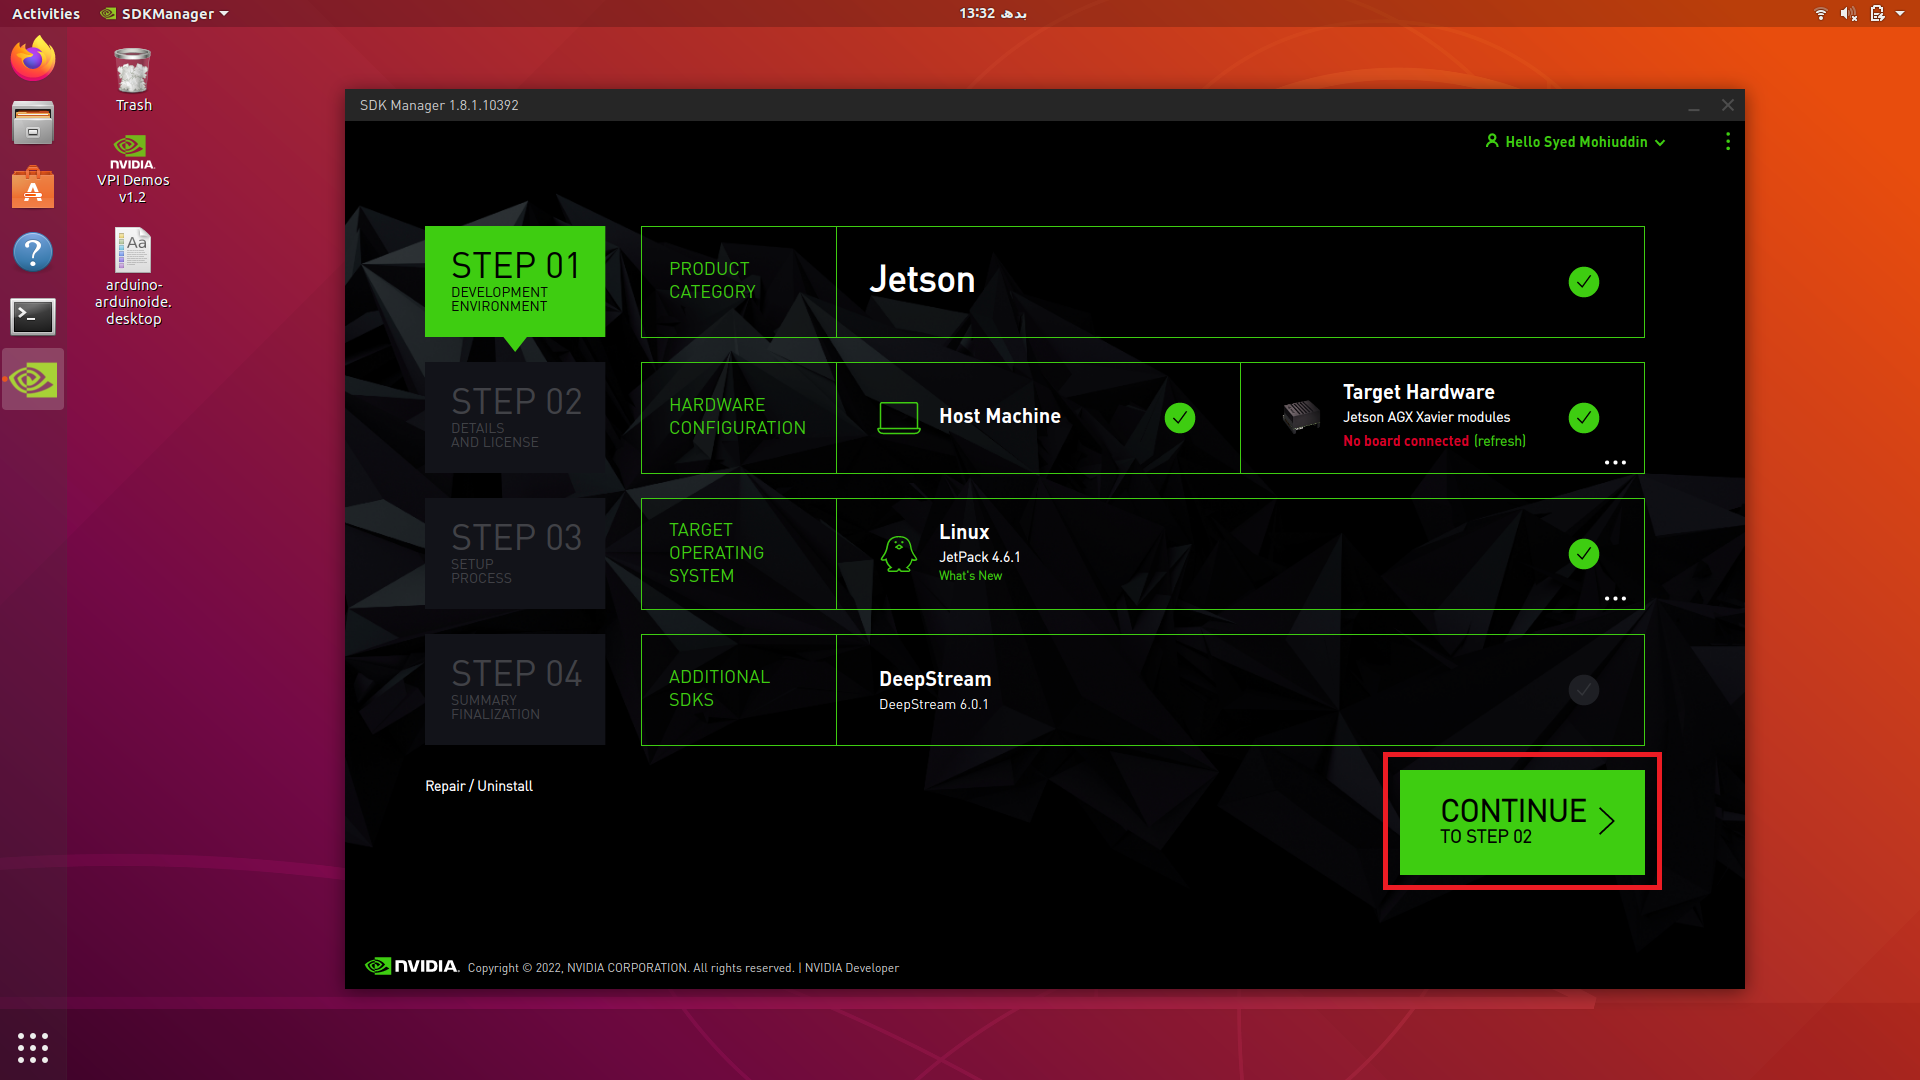 Activities
SDKManager
بدھ 13:32
Trash
NVIDIA.
VPI Demos
v1.2
Aa
arduino-
arduinoide.
desktop
SDK Manager 1.8.1.10392
Hello Syed Mohiuddin
STEP 01
DEVELOPMENT
ENVIRONMENT
PRODUCT
CATEGORY
Jetson
STEP 02
DETAILS
AND LICENSE
HARDWARE
CONFIGURATION
Host Machine
Target Hardware
Jetson AGX Xavier modules
No board connected (refresh)
STEP 03
SETUP
PROCESS
TARGET
OPERATING
SYSTEM
Linux
JetPack 4.6.1
What's New
STEP 04
SUMMARY
FINALIZATION
ADDITIONAL
SDKS
DeepStream
DeepStream 6.0.1
Repair / Uninstall
CONTINUE
TO STEP 02
NVIDIA. Copyright © 2022, NVIDIA CORPORATION. All rights reserved. | NVIDIA Developer